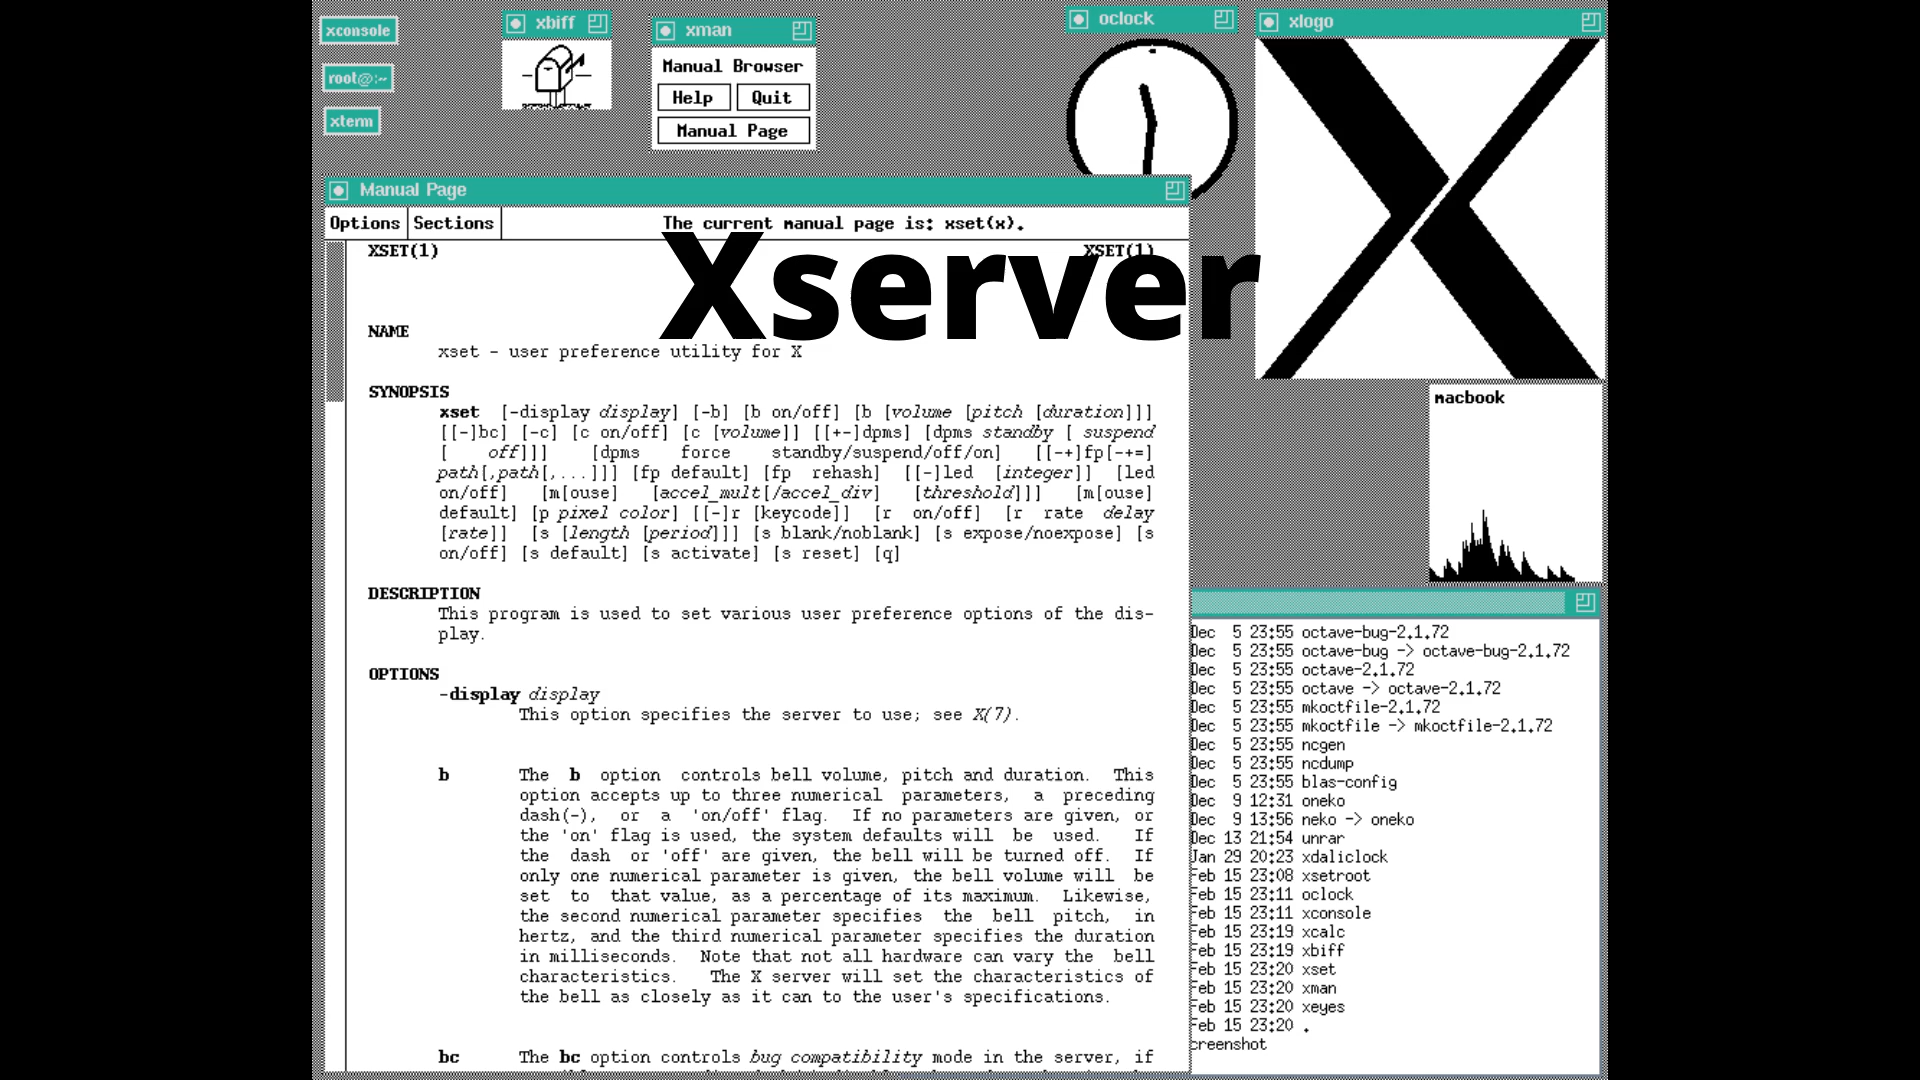 xconsole
root@:~
xterm
xbiff
xman
Manual Browser
Help Quit
Manual Page
oclock
xlogo
Manual Page
Options Sections The current manual page is: xset(x).
Xserver
XSET(1) XSET(1)
NAME
xset - user preference utility for X
SYNOPSIS
xset [-display display] [-b] [b on/off] [b [volume [pitch [duration]]]
[[-]bc] [-c] [c on/off] [c [volume]] [[+-]dpms] [dpms standby [ suspend
[ off]]] [dpms force standby/suspend/off/on] [[-+]fp[-+=]
path[,path[,...]]] [fp default] [fp rehash] [[-]led [integer]] [led
on/off] [m[ouse] [accel_mult[/accel_div] [threshold]]] [m[ouse]
default] [p pixel color] [[-]r [keycode]] [r on/off] [r rate delay
[rate]] [s [length [period]]] [s blank/noblank] [s expose/noexpose] [s
on/off] [s default] [s activate] [s reset] [q]
DESCRIPTION
This program is used to set various user preference options of the dis-
play.
OPTIONS
-display display
This option specifies the server to use; see X(7).
b The b option controls bell volume, pitch and duration. This
option accepts up to three numerical parameters, a preceding
dash(-), or a 'on/off' flag. If no parameters are given, or
the 'on' flag is used, the system defaults will be used. If
the dash or 'off' are given, the bell will be turned off. If
only one numerical parameter is given, the bell volume will be
set to that value, as a percentage of its maximum. Likewise,
the second numerical parameter specifies the bell pitch, in
hertz, and the third numerical parameter specifies the duration
in milliseconds. Note that not all hardware can vary the bell
characteristics. The X server will set the characteristics of
the bell as closely as it can to the user's specifications.
bc The bc option controls bug compatibility mode in the server, if
macbook
Dec 5 23:55 octave-bug-2.1.72
Dec 5 23:55 octave-bug -> octave-bug-2.1.72
Dec 5 23:55 octave-2.1.72
Dec 5 23:55 octave -> octave-2.1.72
Dec 5 23:55 mkoctfile-2.1.72
Dec 5 23:55 mkoctfile -> mkoctfile-2.1.72
Dec 5 23:55 ncgen
Dec 5 23:55 ncdump
Dec 5 23:55 blas-config
Dec 9 12:31 oneko
Dec 9 13:56 neko -> oneko
Dec 13 21:54 unrar
Jan 29 20:23 xdaliclock
Feb 15 23:08 xsetroot
Feb 15 23:11 oclock
Feb 15 23:11 xconsole
Feb 15 23:19 xcalc
Feb 15 23:19 xbiff
Feb 15 23:20 xset
Feb 15 23:20 xman
Feb 15 23:20 xeyes
Feb 15 23:20 .
creenshot